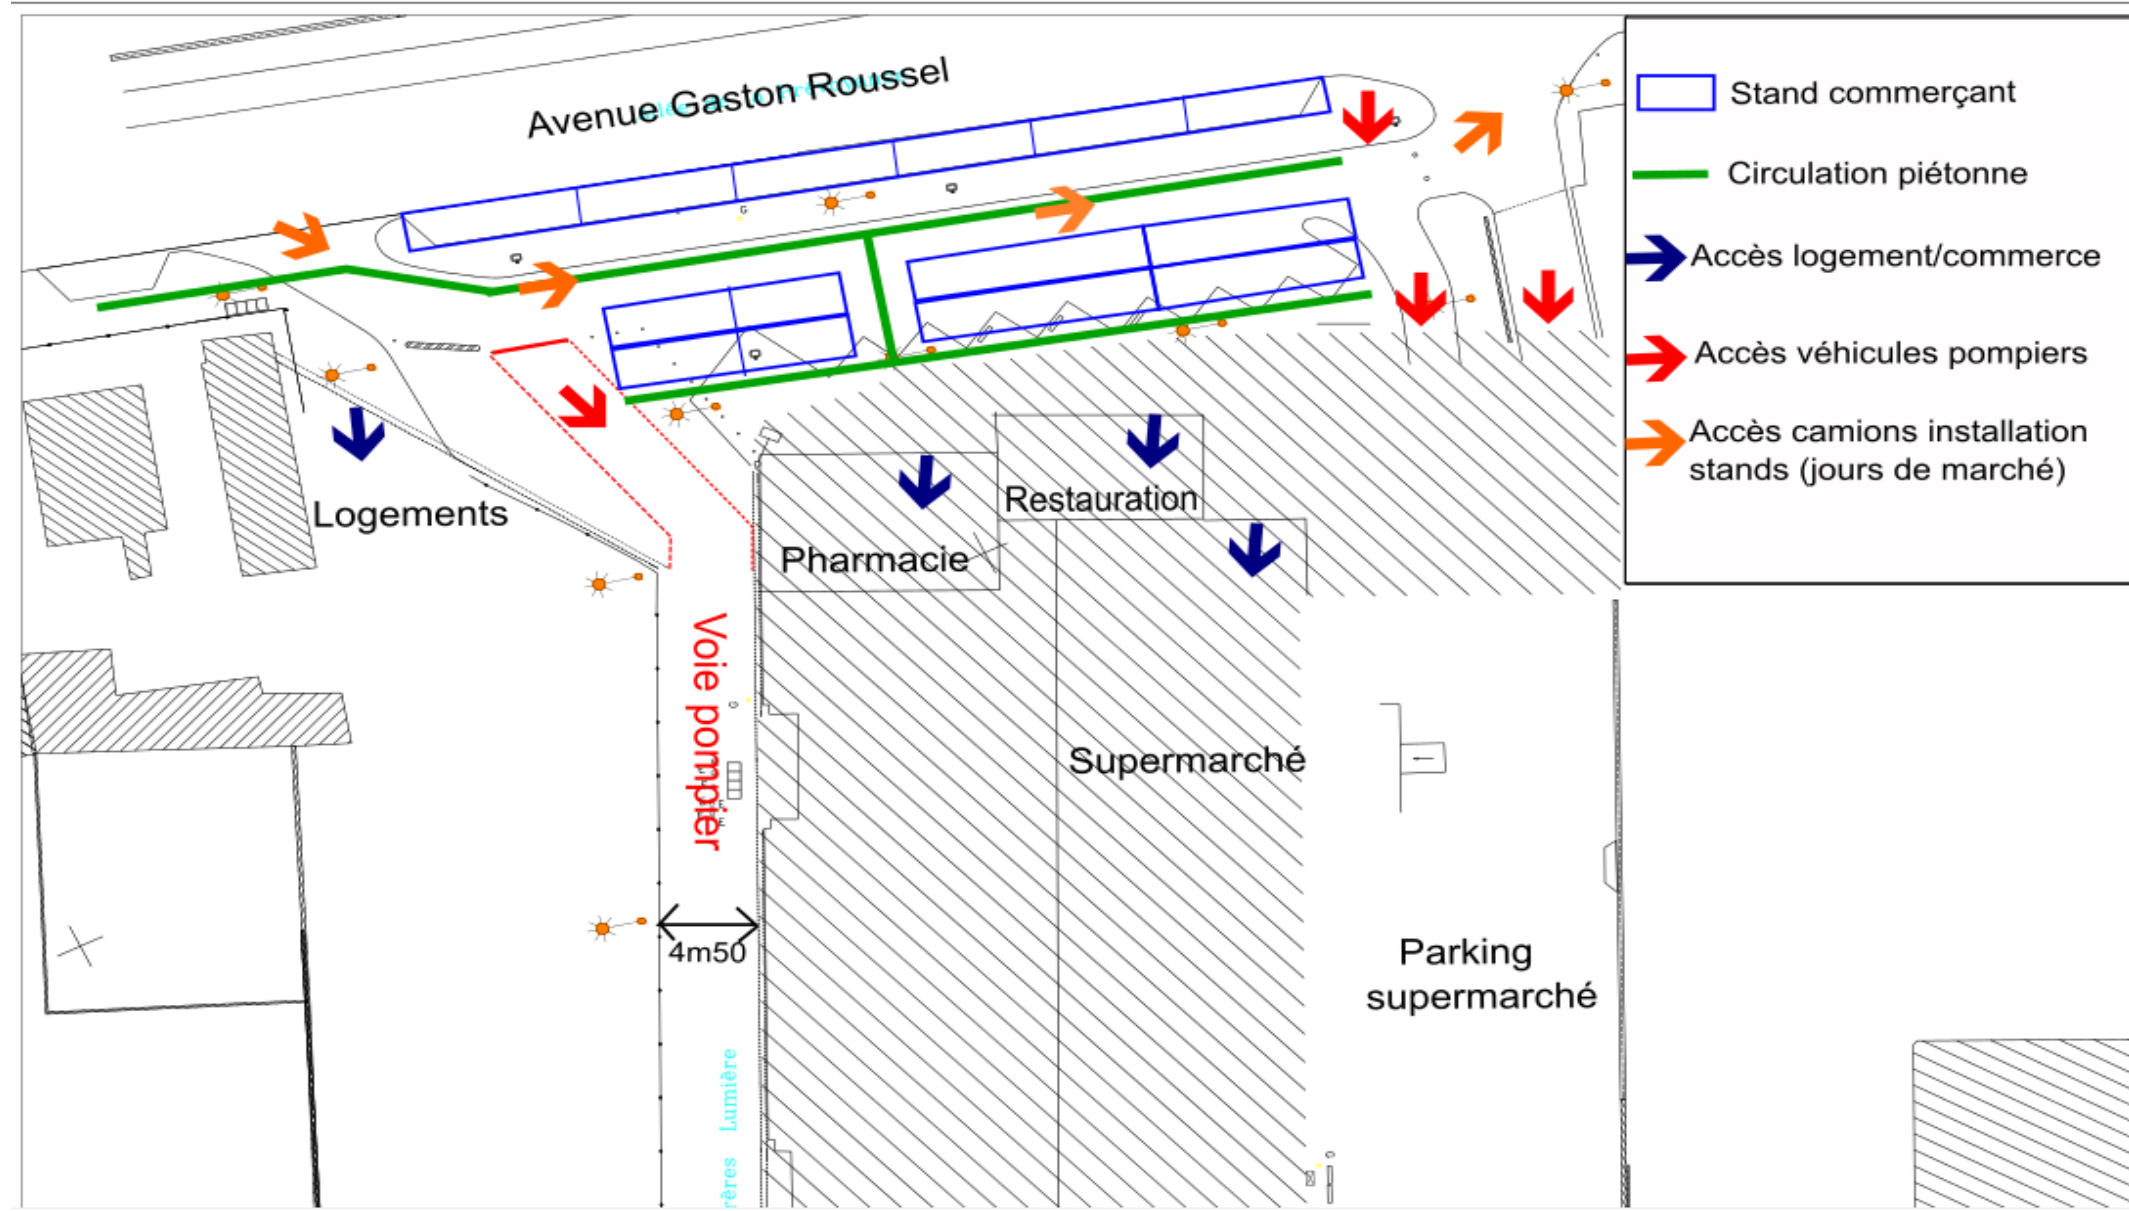 Avenue Gaston Roussel
Stand commerçant
Circulation piétonne
Accès logement/commerce
Accès véhicules pompiers
Accès camions installation
stands (jours de marché)
Logements
Restauration
Pharmacie
Voie pompier
Supermarché
4m50
Parking
supermarché
Lumière